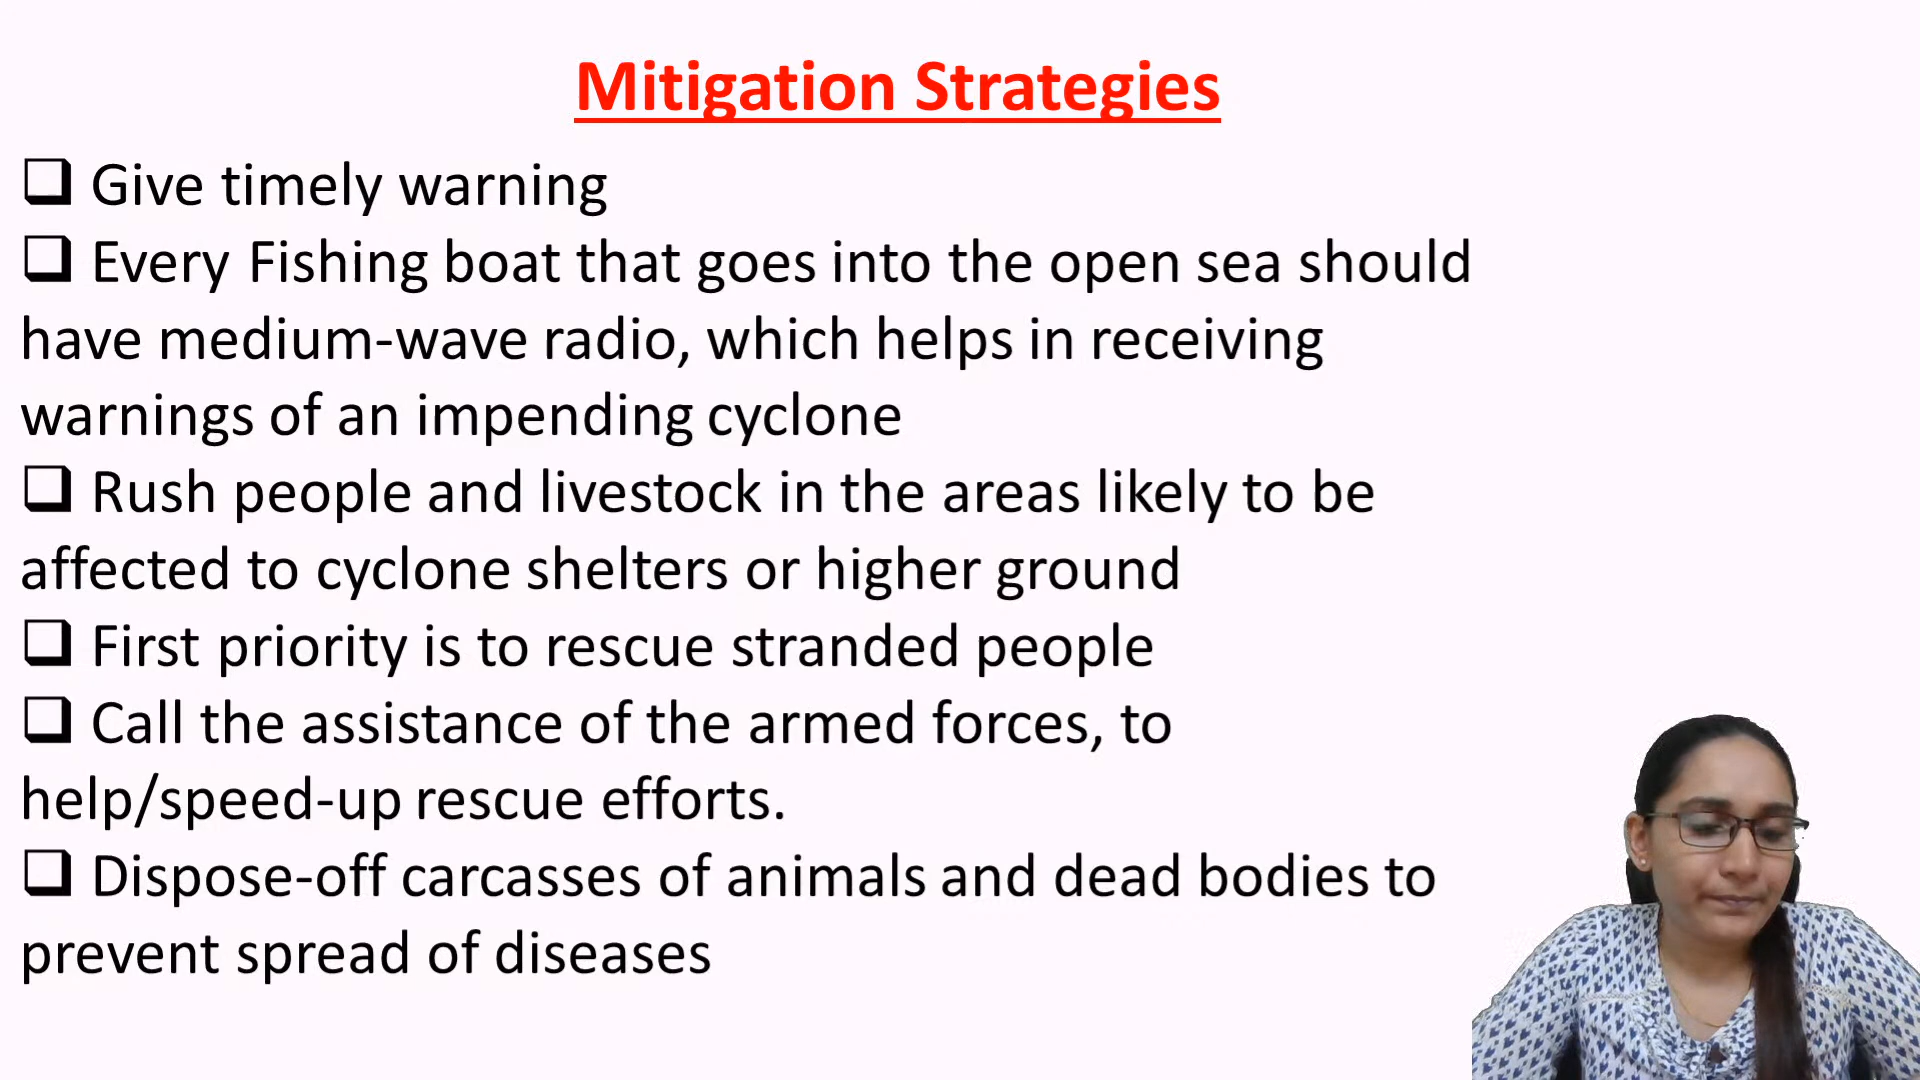 Mitigation Strategies
❑ Give timely warning
❑ Every Fishing boat that goes into the open sea should
have medium-wave radio, which helps in receiving
warnings of an impending cyclone
❑ Rush people and livestock in the areas likely to be
affected to cyclone shelters or higher ground
❑ First priority is to rescue stranded people
❑ Call the assistance of the armed forces, to
help/speed-up rescue efforts.
❑ Dispose-off carcasses of animals and dead bodies to
prevent spread of diseases